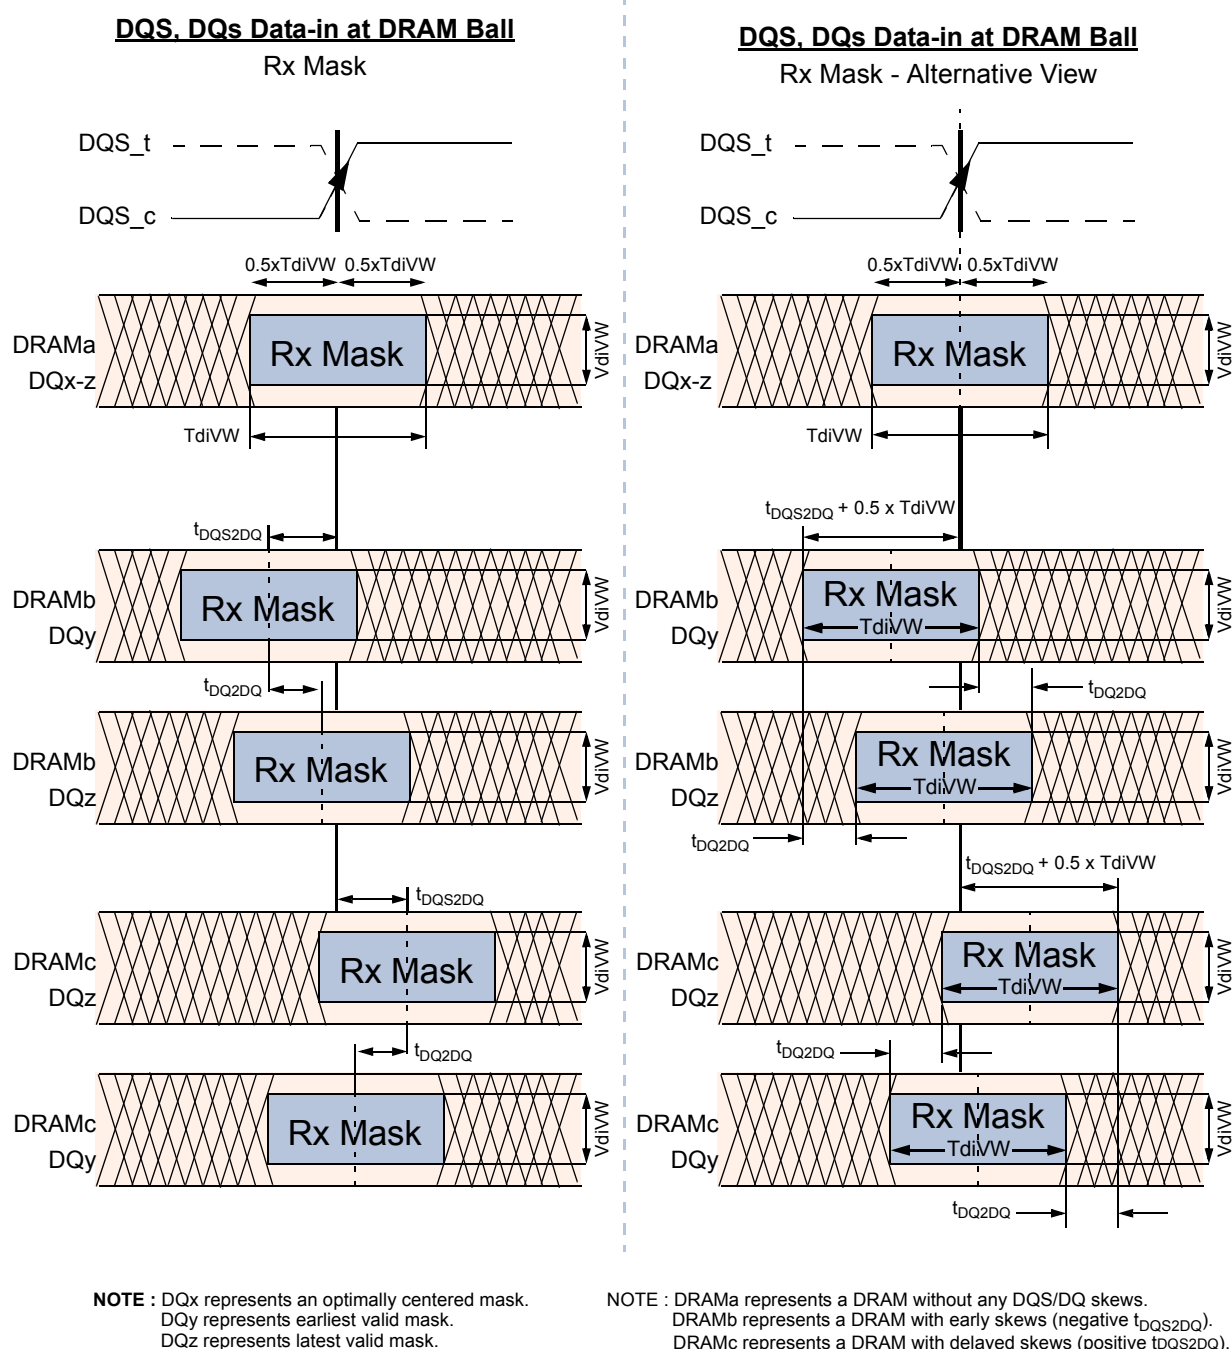 DQS, DQs Data-in at DRAM Ball
Rx Mask
DQS_t
DQS_c
0.5xTdiVW 0.5xTdiVW
DRAMa
DQx-z
Rx Mask
VdiVW
TdiVW
tDQS2DQ
DRAMb
DQy
Rx Mask
VdiVW
tDQ2DQ
DRAMb
DQz
Rx Mask
VdiVW
tDQS2DQ
DRAMc
DQz
Rx Mask
VdiVW
tDQ2DQ
DRAMc
DQy
Rx Mask
VdiVW
NOTE : DQx represents an optimally centered mask.
DQy represents earliest valid mask.
DQz represents latest valid mask.
DQS, DQs Data-in at DRAM Ball
Rx Mask - Alternative View
DQS_t
DQS_c
0.5xTdiVW 0.5xTdiVW
DRAMa
DQx-z
Rx Mask
VdiVW
TdiVW
tDQS2DQ + 0.5 x TdiVW
DRAMb
DQy
Rx Mask
TdiVW
VdiVW
tDQ2DQ
DRAMb
DQz
Rx Mask
TdiVW
VdiVW
tDQ2DQ
tDQS2DQ + 0.5 x TdiVW
DRAMc
DQz
Rx Mask
TdiVW
VdiVW
tDQ2DQ
DRAMc
DQy
Rx Mask
TdiVW
VdiVW
tDQ2DQ
NOTE : DRAMa represents a DRAM without any DQS/DQ skews.
DRAMb represents a DRAM with early skews (negative tDQS2DQ).
DRAMc represents a DRAM with delayed skews (positive tDQS2DQ).